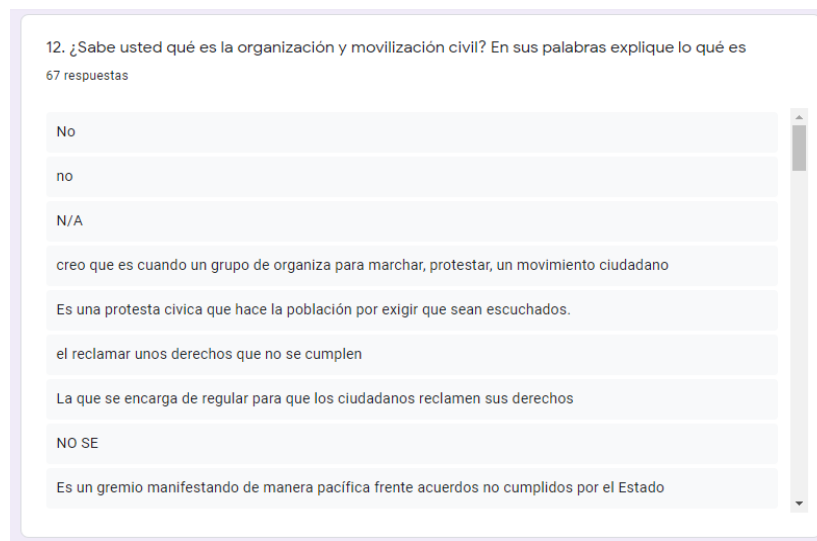 12. ¿Sabe usted qué es la organización y movilización civil? En sus palabras explique lo qué es
67 respuestas
No
no
N/A
creo que es cuando un grupo de organiza para marchar, protestar, un movimiento ciudadano
Es una protesta civica que hace la población por exigir que sean escuchados.
el reclamar unos derechos que no se cumplen
La que se encarga de regular para que los ciudadanos reclamen sus derechos
NO SE
Es un gremio manifestando de manera pacífica frente acuerdos no cumplidos por el Estado